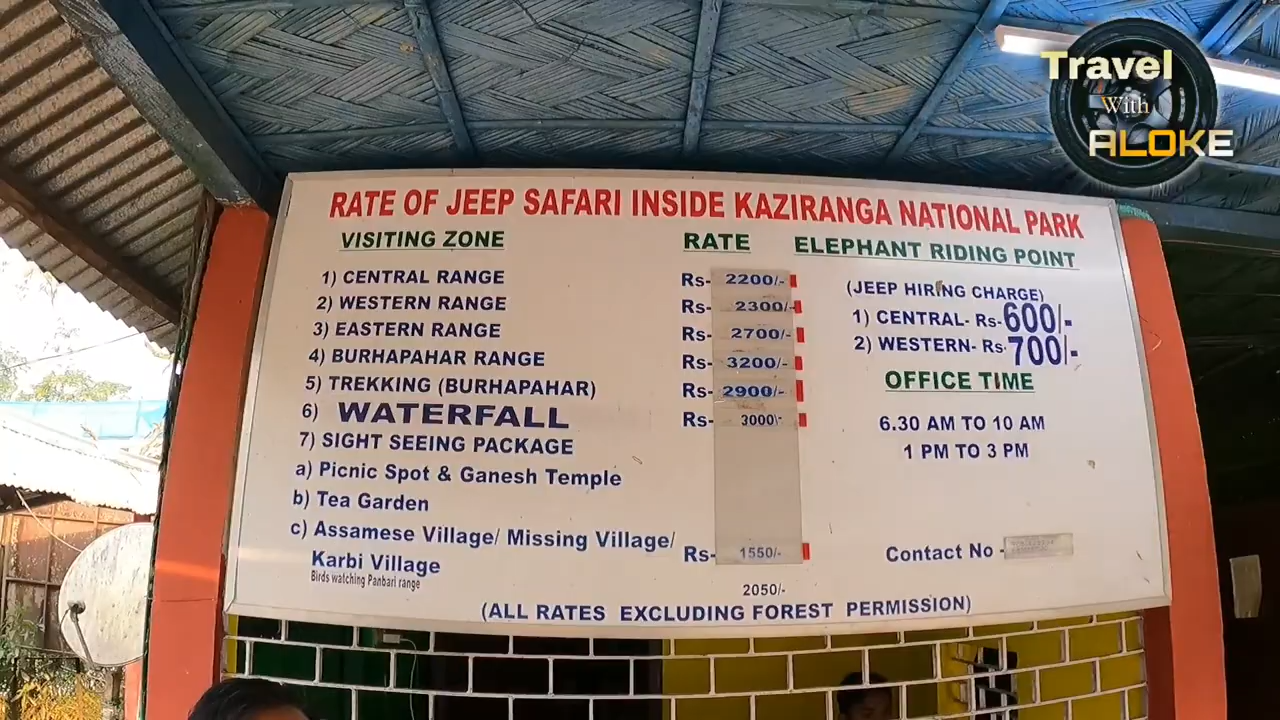 Travel
With
ALOKE
RATE OF JEEP SAFARI INSIDE KAZIRANGA NATIONAL PARK
VISITING ZONE RATE
1) CENTRAL RANGE Rs- 2200/-
2) WESTERN RANGE Rs- 2300/-
3) EASTERN RANGE Rs- 2700/-
4) BURHAPAHAR RANGE Rs- 3200/-
5) TREKKING (BURHAPAHAR) Rs- 2900/-
6) WATERFALL Rs- 3000\-
7) SIGHT SEEING PACKAGE
a) Picnic Spot & Ganesh Temple
b) Tea Garden
c) Assamese Village/ Missing Village/
Karbi Village Rs- 1550/-
Birds watching Panbari range 2050/-
ELEPHANT RIDING POINT
(JEEP HIRING CHARGE)
1) CENTRAL- Rs-600/-
2) WESTERN- Rs-700/-
OFFICE TIME
6.30 AM TO 10 AM
1 PM TO 3 PM
Contact No -
(ALL RATES EXCLUDING FOREST PERMISSION)